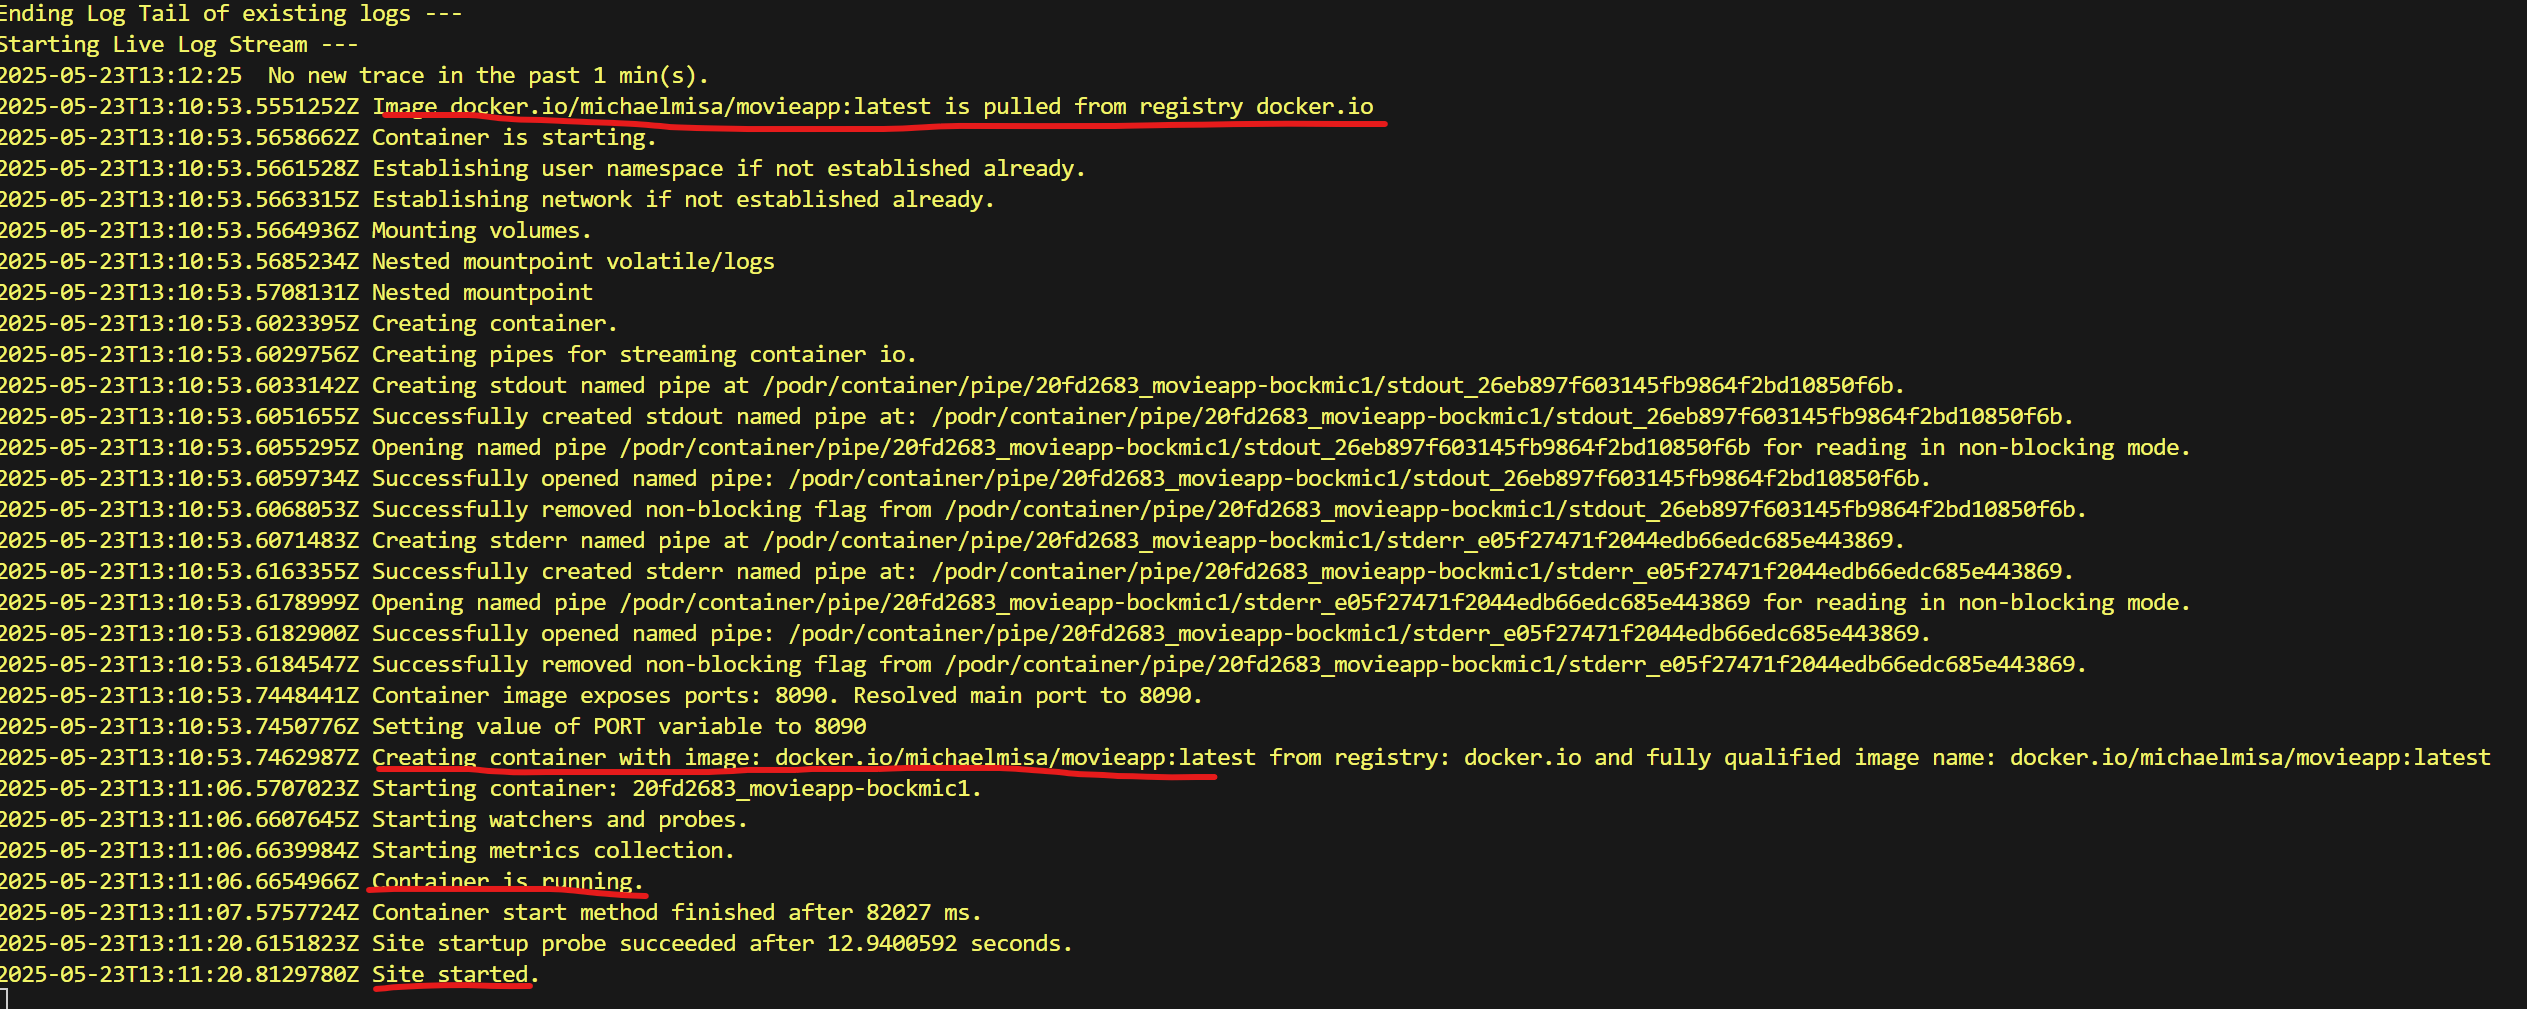 Ending Log Tail of existing logs ---
Starting Live Log Stream ---
2025-05-23T13:12:25  No new trace in the past 1 min(s).
2025-05-23T13:10:53.5551252Z Image docker.io/michaelmisa/movieapp:latest is pulled from registry docker.io
2025-05-23T13:10:53.5658662Z Container is starting.
2025-05-23T13:10:53.5661528Z Establishing user namespace if not established already.
2025-05-23T13:10:53.5663315Z Establishing network if not established already.
2025-05-23T13:10:53.5664936Z Mounting volumes.
2025-05-23T13:10:53.5685234Z Nested mountpoint volatile/logs
2025-05-23T13:10:53.5708131Z Nested mountpoint
2025-05-23T13:10:53.6023395Z Creating container.
2025-05-23T13:10:53.6029756Z Creating pipes for streaming container io.
2025-05-23T13:10:53.6033142Z Creating stdout named pipe at /podr/container/pipe/20fd2683_movieapp-bockmic1/stdout_26eb897f603145fb9864f2bd10850f6b.
2025-05-23T13:10:53.6051655Z Successfully created stdout named pipe at: /podr/container/pipe/20fd2683_movieapp-bockmic1/stdout_26eb897f603145fb9864f2bd10850f6b.
2025-05-23T13:10:53.6055295Z Opening named pipe /podr/container/pipe/20fd2683_movieapp-bockmic1/stdout_26eb897f603145fb9864f2bd10850f6b for reading in non-blocking mode.
2025-05-23T13:10:53.6059734Z Successfully opened named pipe: /podr/container/pipe/20fd2683_movieapp-bockmic1/stdout_26eb897f603145fb9864f2bd10850f6b.
2025-05-23T13:10:53.6068053Z Successfully removed non-blocking flag from /podr/container/pipe/20fd2683_movieapp-bockmic1/stdout_26eb897f603145fb9864f2bd10850f6b.
2025-05-23T13:10:53.6071483Z Creating stderr named pipe at /podr/container/pipe/20fd2683_movieapp-bockmic1/stderr_e05f27471f2044edb66edc685e443869.
2025-05-23T13:10:53.6163355Z Successfully created stderr named pipe at: /podr/container/pipe/20fd2683_movieapp-bockmic1/stderr_e05f27471f2044edb66edc685e443869.
2025-05-23T13:10:53.6178999Z Opening named pipe /podr/container/pipe/20fd2683_movieapp-bockmic1/stderr_e05f27471f2044edb66edc685e443869 for reading in non-blocking mode.
2025-05-23T13:10:53.6182900Z Successfully opened named pipe: /podr/container/pipe/20fd2683_movieapp-bockmic1/stderr_e05f27471f2044edb66edc685e443869.
2025-05-23T13:10:53.6184547Z Successfully removed non-blocking flag from /podr/container/pipe/20fd2683_movieapp-bockmic1/stderr_e05f27471f2044edb66edc685e443869.
2025-05-23T13:10:53.7448441Z Container image exposes ports: 8090. Resolved main port to 8090.
2025-05-23T13:10:53.7450776Z Setting value of PORT variable to 8090
2025-05-23T13:10:53.7462987Z Creating container with image: docker.io/michaelmisa/movieapp:latest from registry: docker.io and fully qualified image name: docker.io/michaelmisa/movieapp:latest
2025-05-23T13:11:06.5707023Z Starting container: 20fd2683_movieapp-bockmic1.
2025-05-23T13:11:06.6607645Z Starting watchers and probes.
2025-05-23T13:11:06.6639984Z Starting metrics collection.
2025-05-23T13:11:06.6654966Z Container is running.
2025-05-23T13:11:07.5757724Z Container start method finished after 82027 ms.
2025-05-23T13:11:20.6151823Z Site startup probe succeeded after 12.9400592 seconds.
2025-05-23T13:11:20.8129780Z Site started.